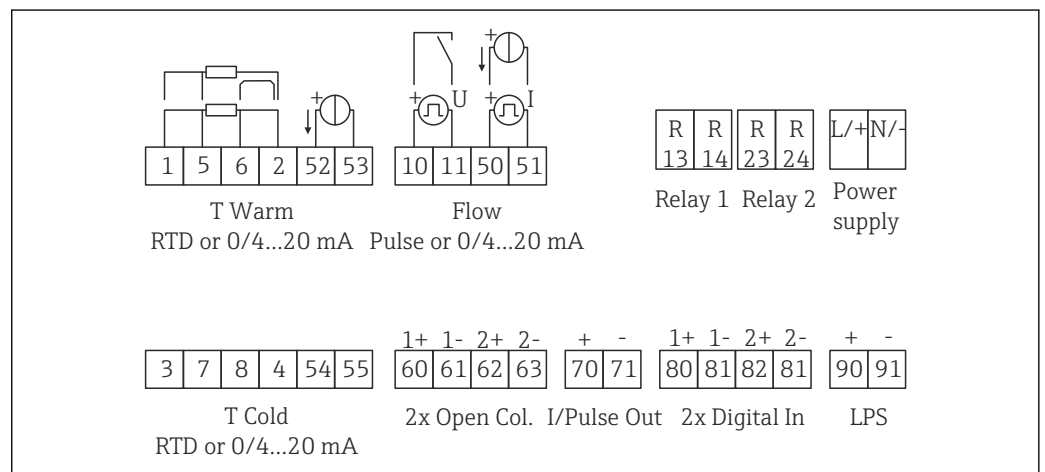 + U + I
+
+
1 5 6 2 52 53 10 11 50 51
R R R R L/+ N/-
13 14 23 24
T Warm
RTD or 0/4...20 mA
Flow
Pulse or 0/4...20 mA
Relay 1 Relay 2
Power
supply
1+ 1- 2+ 2- + - 1+ 1- 2+ 2- + -
3 7 8 4 54 55 60 61 62 63 70 71 80 81 82 81 90 91
T Cold
RTD or 0/4...20 mA
2x Open Col. I/Pulse Out 2x Digital In LPS